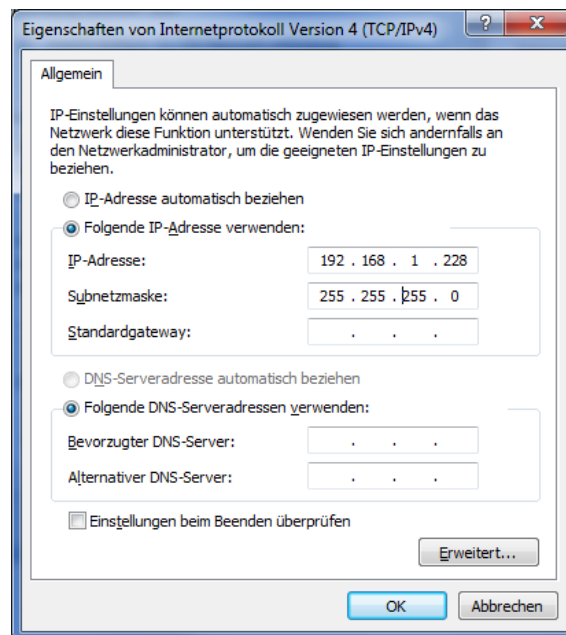 Eigenschaften von Internetprotokoll Version 4 (TCP/IPv4)
Allgemein
IP-Einstellungen können automatisch zugewiesen werden, wenn das
Netzwerk diese Funktion unterstützt. Wenden Sie sich andernfalls an
den Netzwerkadministrator, um die geeigneten IP-Einstellungen zu
beziehen.
IP-Adresse automatisch beziehen
Folgende IP-Adresse verwenden:
IP-Adresse: 192 . 168 . 1 . 228
Subnetzmaske: 255 . 255 . 255 . 0
Standardgateway: . . .
DNS-Serveradresse automatisch beziehen
Folgende DNS-Serveradressen verwenden:
Bevorzugter DNS-Server: . . .
Alternativer DNS-Server: . . .
Einstellungen beim Beenden überprüfen
Erweitert...
OK Abbrechen